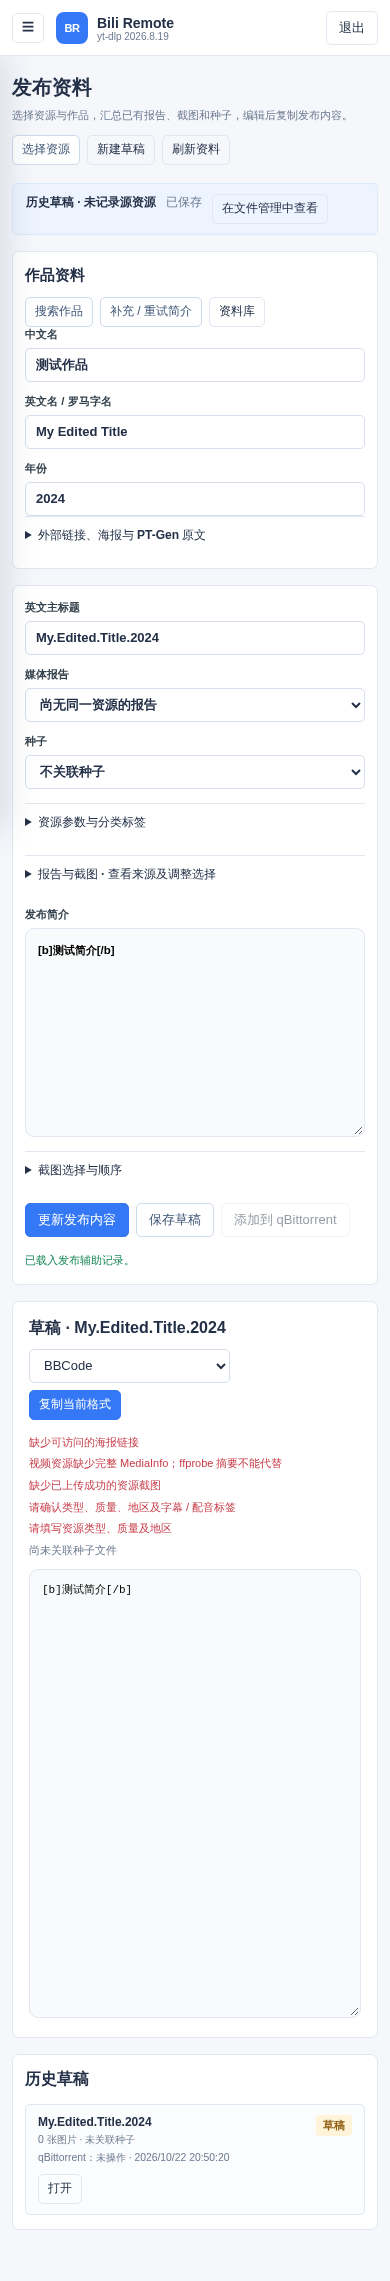 ☰ BR Bili Remote 退出
yt-dlp 2026.8.19
发布资料
选择资源与作品，汇总已有报告、截图和种子，编辑后复制发布内容。
选择资源 新建草稿 刷新资料
历史草稿 · 未记录源资源 已保存 在文件管理中查看
作品资料
搜索作品 补充 / 重试简介 资料库
中文名
测试作品
英文名 / 罗马字名
My Edited Title
年份
2024
外部链接、海报与 PT-Gen 原文
英文主标题
My.Edited.Title.2024
媒体报告
尚无同一资源的报告
种子
不关联种子
资源参数与分类标签
报告与截图 · 查看来源及调整选择
发布简介
[b]测试简介[/b]
截图选择与顺序
更新发布内容 保存草稿 添加到 qBittorrent
已载入发布辅助记录。
草稿 · My.Edited.Title.2024
BBCode
复制当前格式
缺少可访问的海报链接
视频资源缺少完整 MediaInfo；ffprobe 摘要不能代替
缺少已上传成功的资源截图
请确认类型、质量、地区及字幕 / 配音标签
请填写资源类型、质量及地区
尚未关联种子文件
[b]测试简介[/b]
历史草稿
My.Edited.Title.2024 草稿
0 张图片 · 未关联种子
qBittorrent：未操作 · 2026/10/22 20:50:20
打开